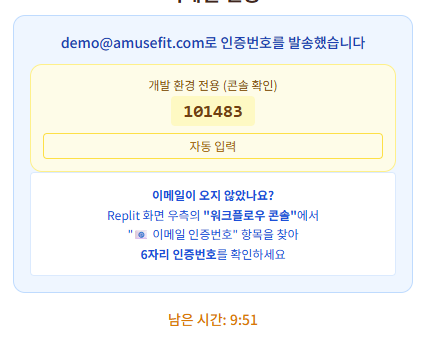 demo@amusefit.com로 인증번호를 발송했습니다
개발 환경 전용 (콘솔 확인)
101483
자동 입력
이메일이 오지 않았나요?
Replit 화면 우측의 "워크플로우 콘솔"에서
"📧 이메일 인증번호" 항목을 찾아
6자리 인증번호를 확인하세요
남은 시간: 9:51